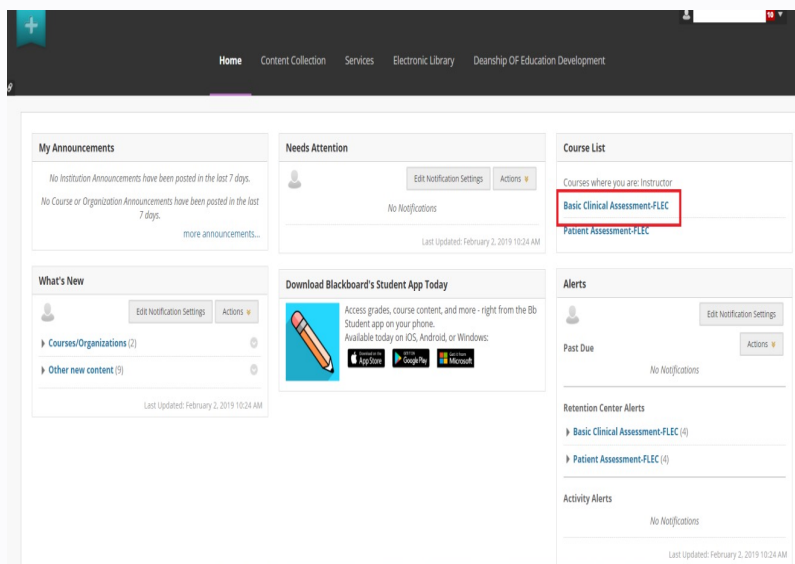 10
Home Content Collection Services Electronic Library Deanship OF Education Development
My Announcements
No Institution Announcements have been posted in the last 7 days.
No Course or Organization Announcements have been posted in the last
7 days.
more announcements...
What's New
Edit Notification Settings Actions
Courses/Organizations (2)
Other new content (9)
Last Updated: February 2, 2019 10:24 AM
Needs Attention
Edit Notification Settings Actions
No Notifications
Last Updated: February 2, 2019 10:24 AM
Download Blackboard's Student App Today
Access grades, course content, and more - right from the Bb
Student app on your phone.
Available today on iOS, Android, or Windows:
App Store Google Play Microsoft
Course List
Courses where you are: Instructor
Basic Clinical Assessment-FLEC
Patient Assessment-FLEC
Alerts
Edit Notification Settings
Past Due
Actions
No Notifications
Retention Center Alerts
Basic Clinical Assessment-FLEC (4)
Patient Assessment-FLEC (4)
Activity Alerts
No Notifications
Last Updated: February 2, 2019 10:24 AM